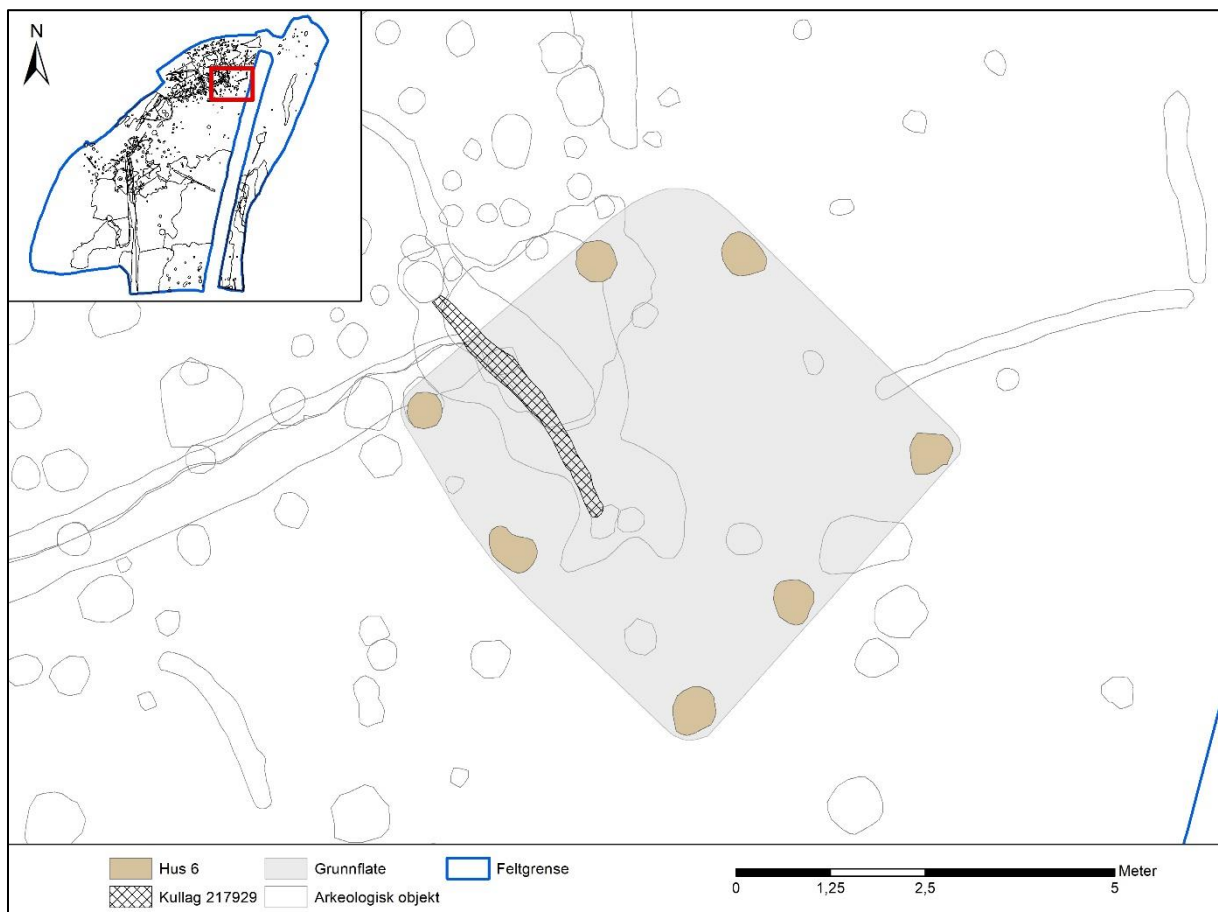 N
Hus 6
Grunnflate
Feltgrense
Kullag 217929
Arkeologisk objekt
Meter
0 1,25 2,5 5